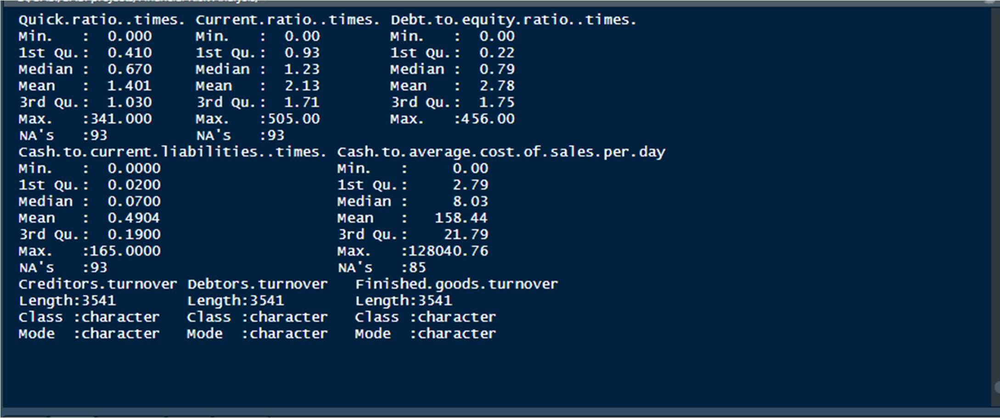 Quick.ratio..times. Current.ratio..times. Debt.to.equity.ratio..times.
Min.   :  0.000     Min.   :  0.00        Min.   :  0.00
1st Qu.:  0.410     1st Qu.:  0.93        1st Qu.:  0.22
Median :  0.670     Median :  1.23        Median :  0.79
Mean   :  1.401     Mean   :  2.13        Mean   :  2.78
3rd Qu.:  1.030     3rd Qu.:  1.71        3rd Qu.:  1.75
Max.   :341.000     Max.   :505.00        Max.   :456.00
NA's   :93          NA's   :93
Cash.to.current.liabilities..times. Cash.to.average.cost.of.sales.per.day
Min.   :  0.0000                    Min.   :     0.00
1st Qu.:  0.0200                    1st Qu.:     2.79
Median :  0.0700                    Median :     8.03
Mean   :  0.4904                    Mean   :   158.44
3rd Qu.:  0.1900                    3rd Qu.:    21.79
Max.   :165.0000                    Max.   :128040.76
NA's   :93                          NA's   :85
Creditors.turnover Debtors.turnover   Finished.goods.turnover
Length:3541        Length:3541        Length:3541
Class :character   Class :character   Class :character
Mode  :character   Mode  :character   Mode  :character